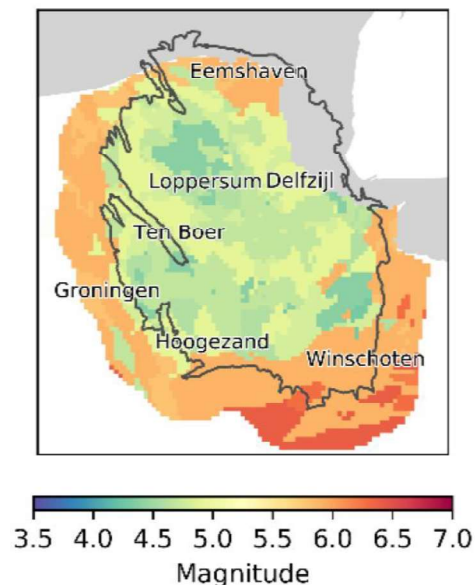 Eemshaven
Loppersum Delfzijl
Ten Boer
Groningen
Hoogezand
Winschoten
3.5 4.0 4.5 5.0 5.5 6.0 6.5 7.0
Magnitude